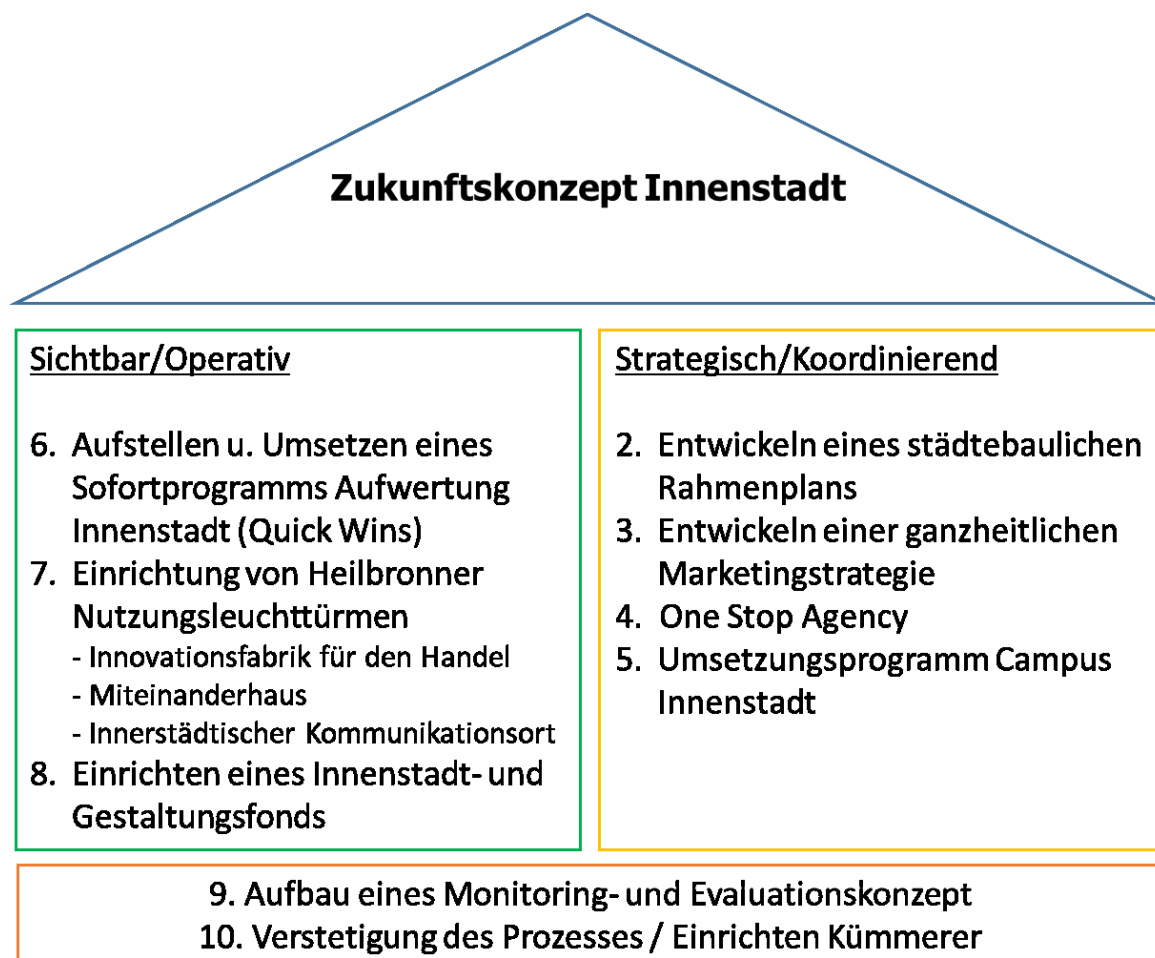 Zukunftskonzept Innenstadt
Sichtbar/Operativ
6. Aufstellen u. Umsetzen eines
Sofortprogramms Aufwertung
Innenstadt (Quick Wins)
7. Einrichtung von Heilbronner
Nutzungsleuchttürmen
- Innovationsfabrik für den Handel
- Miteinanderhaus
- Innerstädtischer Kommunikationsort
8. Einrichten eines Innenstadt- und
Gestaltungsfonds
Strategisch/Koordinierend
2. Entwickeln eines städtebaulichen
Rahmenplans
3. Entwickeln einer ganzheitlichen
Marketingstrategie
4. One Stop Agency
5. Umsetzungsprogramm Campus
Innenstadt
9. Aufbau eines Monitoring- und Evaluationskonzept
10. Verstetigung des Prozesses / Einrichten Kümmerer